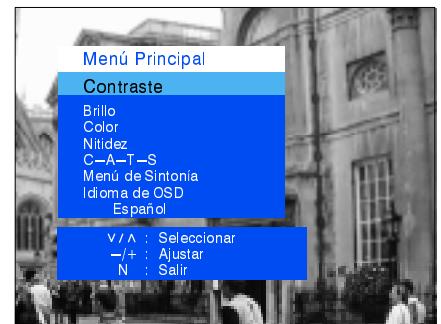 Menú Principal
Contraste
Brillo
Color
Nitidez
C–A–T–S
Menú de Sintonía
Idioma de OSD
Español
∨/∧ : Seleccionar
–/+ : Ajustar
N : Salir